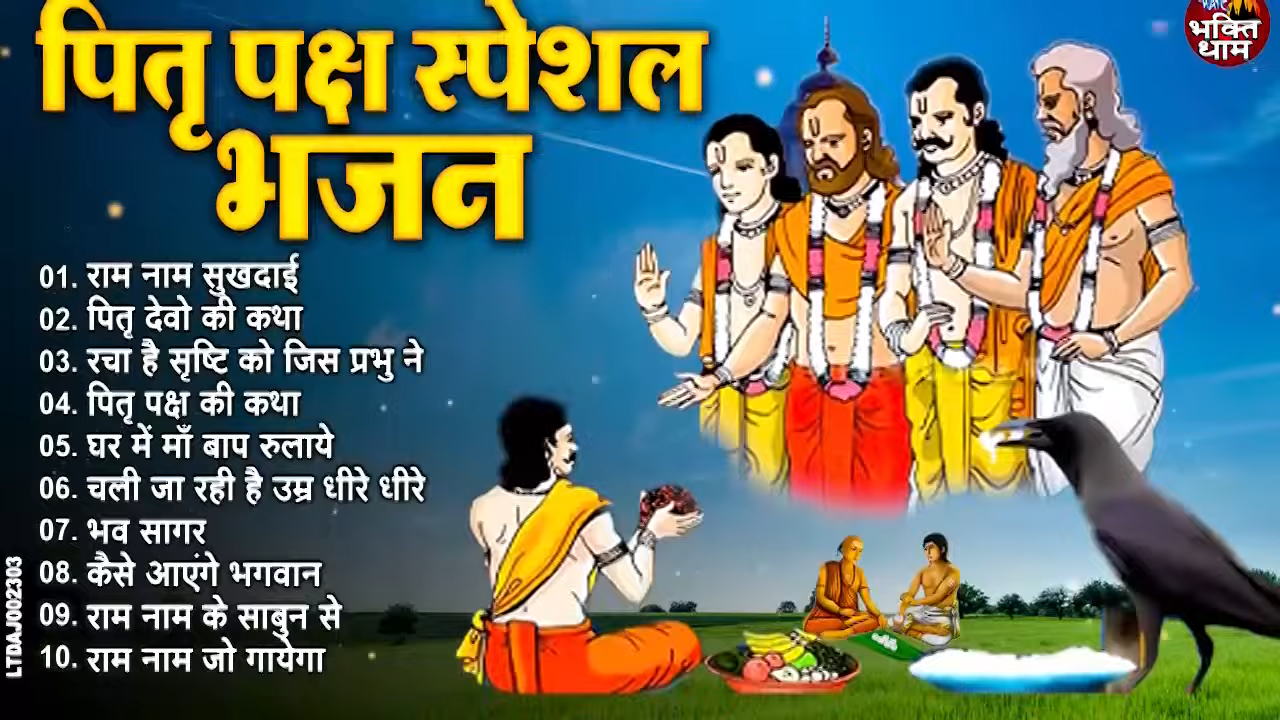 पितृ पक्ष स्पेशल
भजन
01. राम नाम सुखदाई
02. पितृ देवो की कथा
03. रचा है सृष्टि को जिस प्रभु ने
04. पितृ पक्ष की कथा
05. घर में माँ बाप रुलाये
06. चली जा रही है उम्र धीरे धीरे
07. भव सागर
08. कैसे आएंगे भगवान
09. राम नाम के साबुन से
10. राम नाम जो गायेगा
LTDAJ002303
भक्ति
धाम